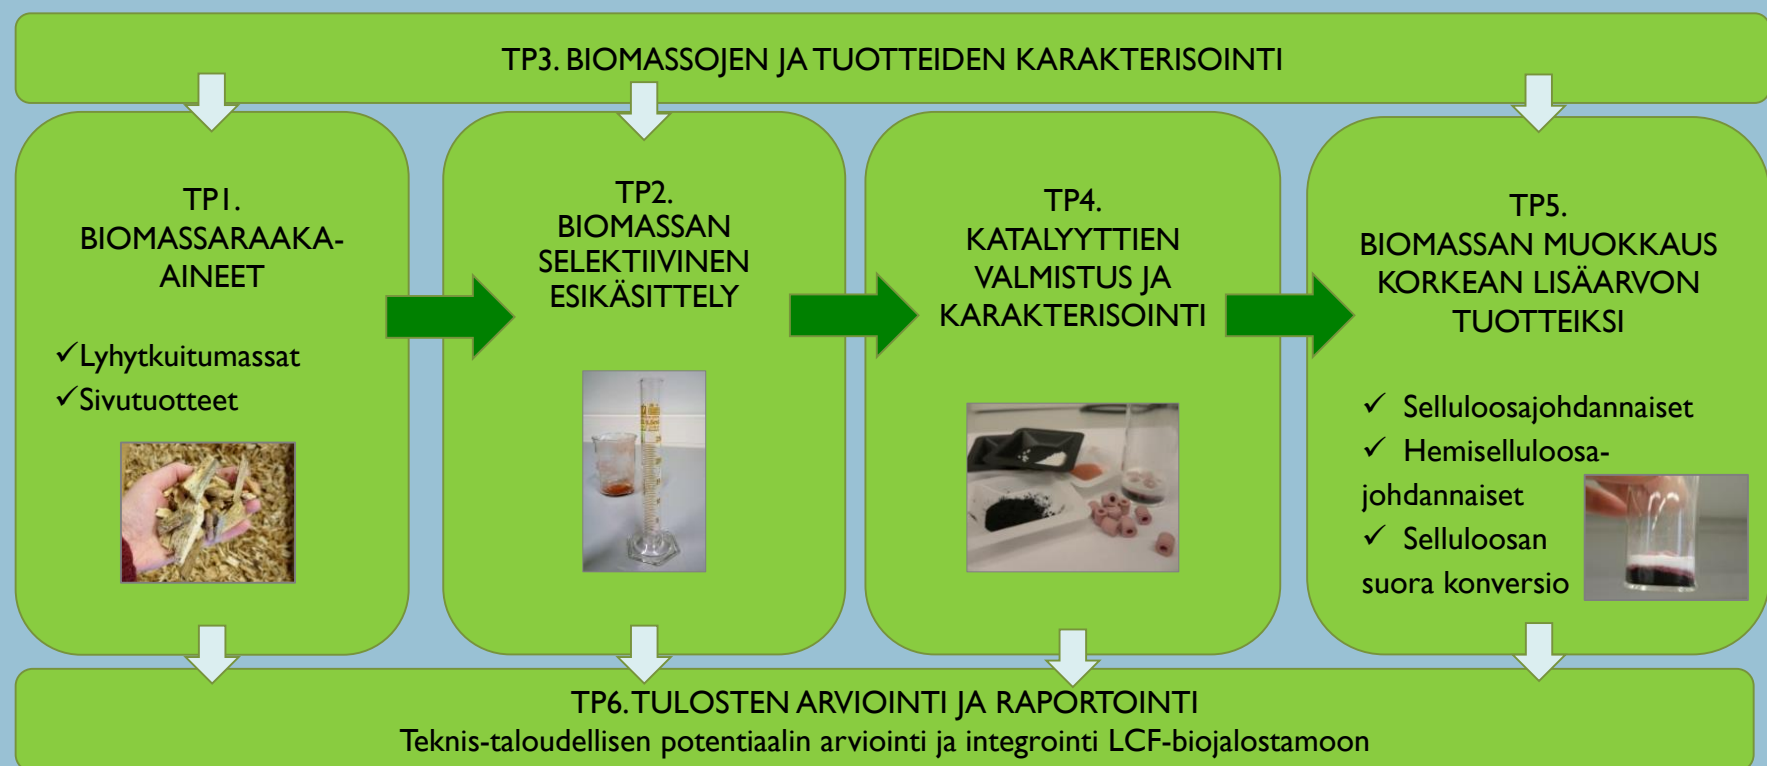 TP3. BIOMASSOJEN JA TUOTTEIDEN KARAKTERISOINTI
TP1.
BIOMASSARAAKA-
AINEET
✓Lyhytkuitumassat
✓Sivutuotteet
TP2.
BIOMASSAN
SELEKTIIVINEN
ESIKÄSITTELY
TP4.
KATALYYTTIEN
VALMISTUS JA
KARAKTERISOINTI
TP5.
BIOMASSAN MUOKKAUS
KORKEAN LISÄARVON
TUOTTEIKSI
✓ Selluloosajohdannaiset
✓ Hemiselluloosa-
johdannaiset
✓ Selluloosan
suora konversio
TP6. TULOSTEN ARVIOINTI JA RAPORTOINTI
Teknis-taloudellisen potentiaalin arviointi ja integrointi LCF-biojalostamoon